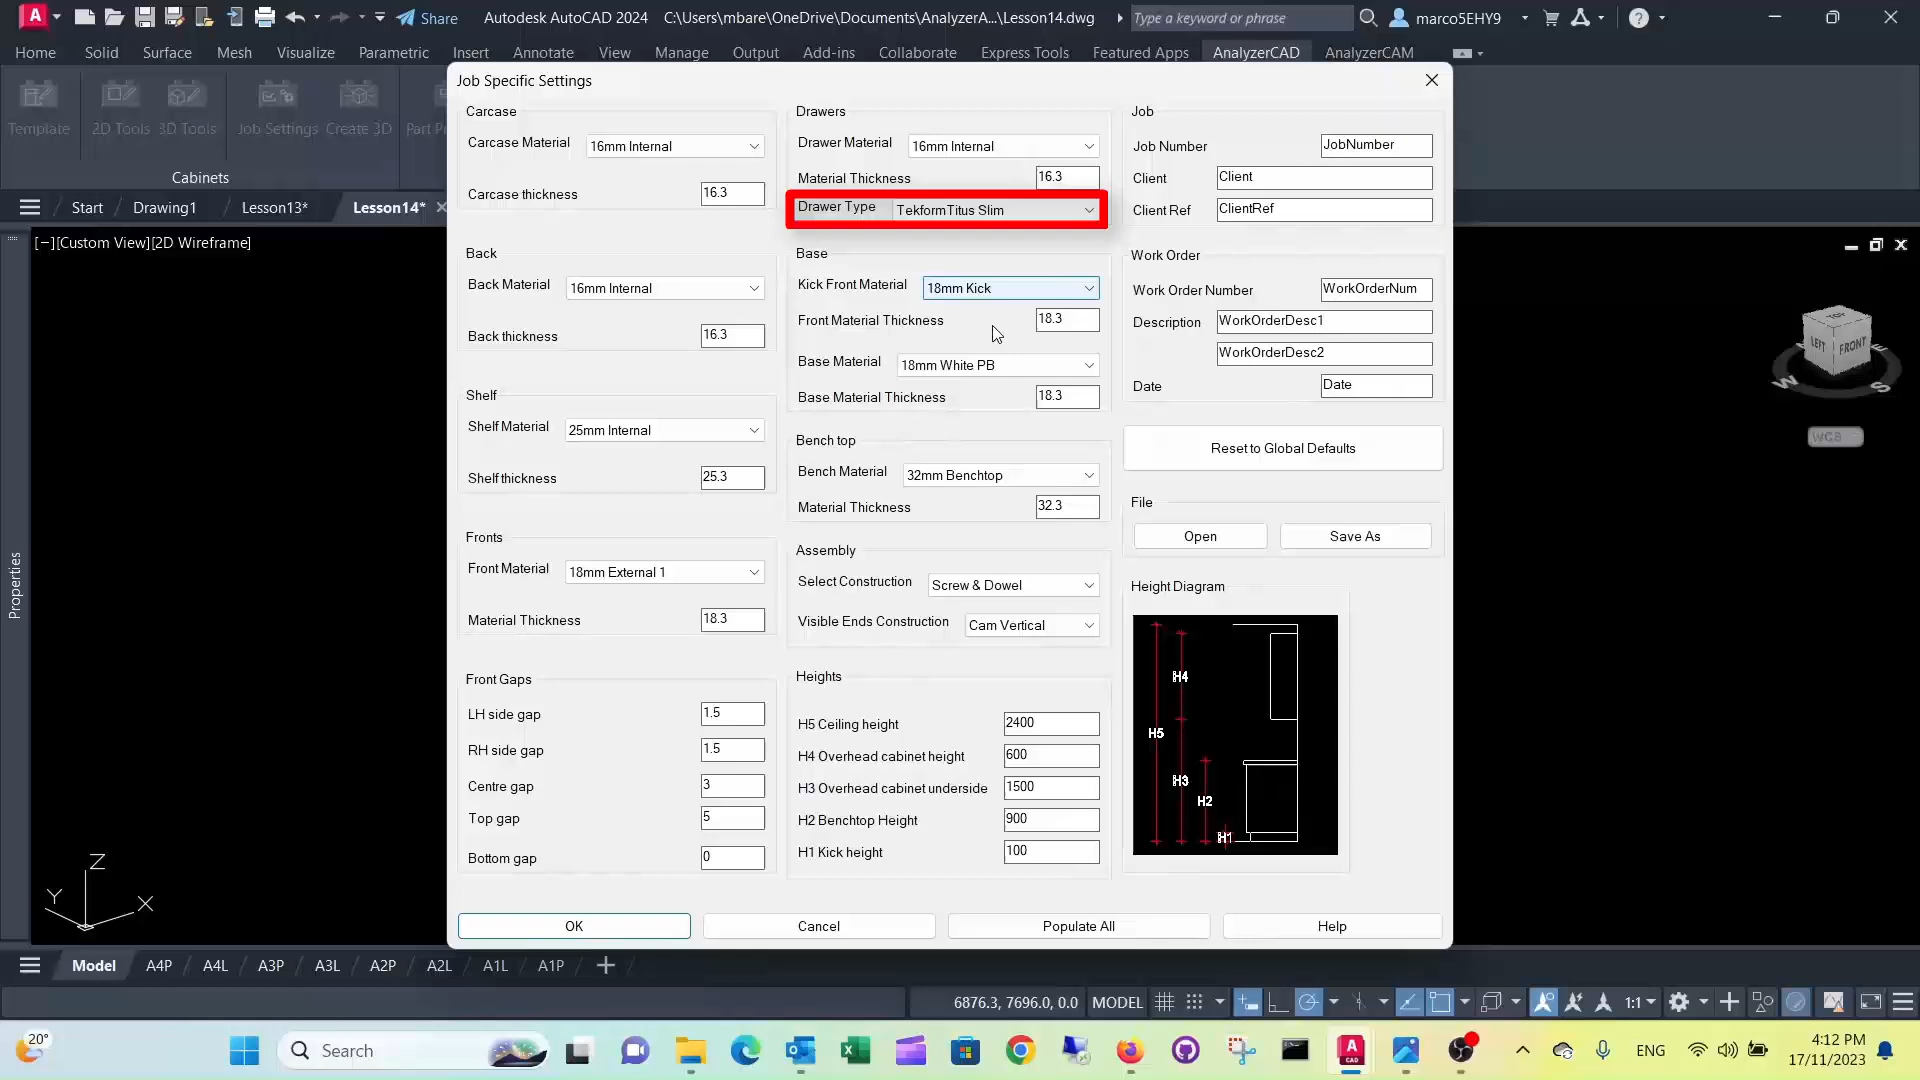 Share
Autodesk AutoCAD 2024
C:\Users\mbare\OneDrive\Documents\AnalyzerA...\Lesson14.dwg
Type a keyword or phrase
marco5EHY9
Home
Solid
Surface
Mesh
Visualize
Parametric
Insert
Annotate
View
Manage
Output
Add-ins
Collaborate
Express Tools
Featured Apps
AnalyzerCAD
AnalyzerCAM
Template
2D Tools
3D Tools
Job Settings
Create 3D
Part P
Cabinets
Start
Drawing1
Lesson13*
Lesson14*
[−][Custom View][2D Wireframe]
Properties
Job Specific Settings
Carcase
Carcase Material
16mm Internal
Carcase thickness
16.3
Back
Back Material
16mm Internal
Back thickness
16.3
Shelf
Shelf Material
25mm Internal
Shelf thickness
25.3
Fronts
Front Material
18mm External 1
Material Thickness
18.3
Front Gaps
LH side gap
1.5
RH side gap
1.5
Centre gap
3
Top gap
5
Bottom gap
0
Drawers
Drawer Material
16mm Internal
Material Thickness
16.3
Drawer Type
TekformTitus Slim
Base
Kick Front Material
18mm Kick
Front Material Thickness
18.3
Base Material
18mm White PB
Base Material Thickness
18.3
Bench top
Bench Material
32mm Benchtop
Material Thickness
32.3
Assembly
Select Construction
Screw & Dowel
Visible Ends Construction
Cam Vertical
Heights
H5 Ceiling height
2400
H4 Overhead cabinet height
600
H3 Overhead cabinet underside
1500
H2 Benchtop Height
900
H1 Kick height
100
Job
Job Number
JobNumber
Client
Client
Client Ref
ClientRef
Work Order
Work Order Number
WorkOrderNum
Description
WorkOrderDesc1
WorkOrderDesc2
Date
Date
Reset to Global Defaults
File
Open
Save As
Height Diagram
H4
H5
H3
H2
H1
OK
Cancel
Populate All
Help
TOP
LEFT
FRONT
W
S
WCS
Z
Y
X
Model
A4P
A4L
A3P
A3L
A2P
A2L
A1L
A1P
6876.3, 7696.0, 0.0
MODEL
1:1
20°
Search
ENG
4:12 PM
17/11/2023